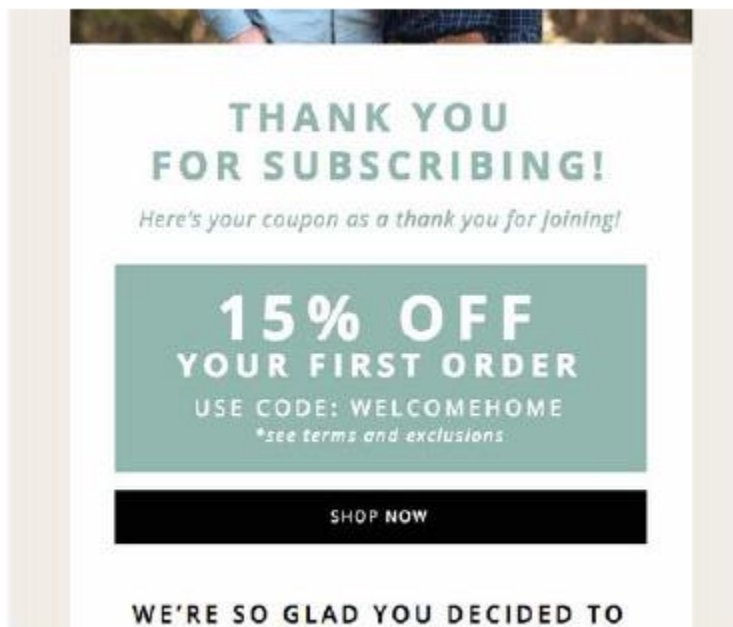 THANK YOU
FOR SUBSCRIBING!
Here's your coupon as a thank you for joining!
15% OFF
YOUR FIRST ORDER
USE CODE: WELCOMEHOME
*see terms and exclusions
SHOP NOW
WE'RE SO GLAD YOU DECIDED TO